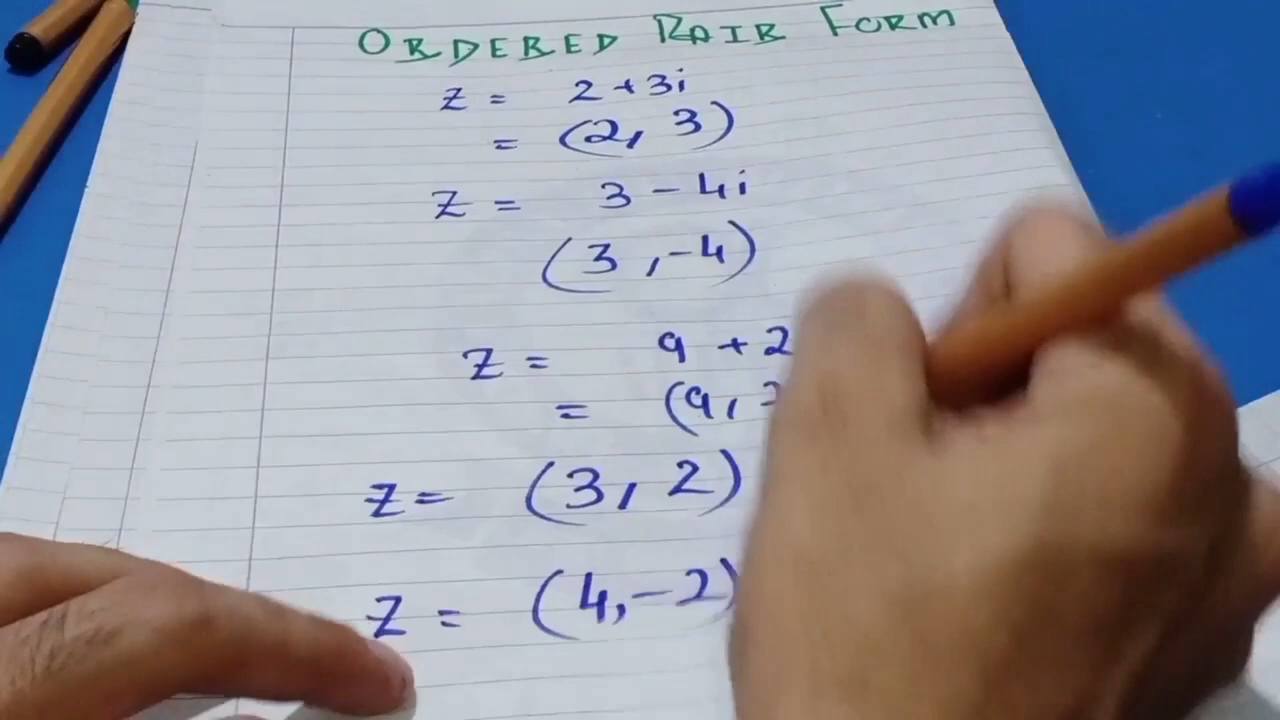 ORDERED PAIR FORM
z = 2 + 3i
= (2, 3)
z = 3 - 4i
(3, -4)
z = 9 + 2
= (9,
z = (3, 2)
z = (4, -2)